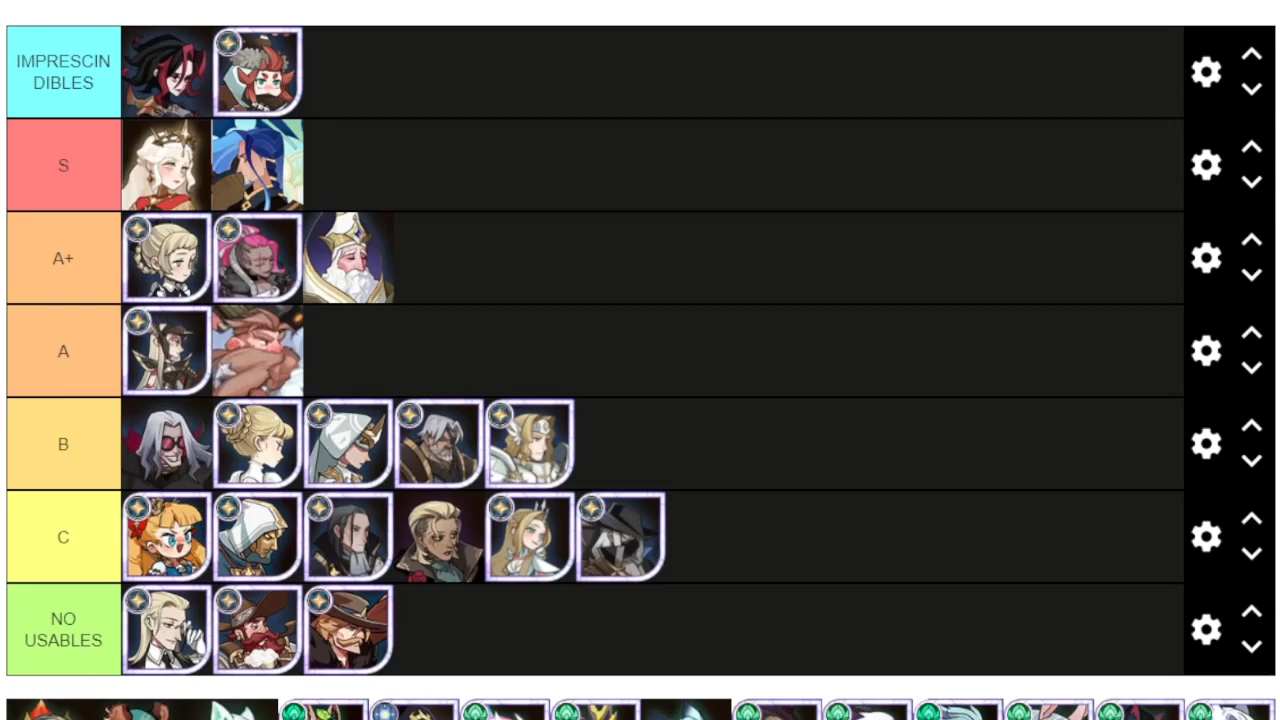 IMPRESCIN
DIBLES
S
A+
A
B
C
NO
USABLES